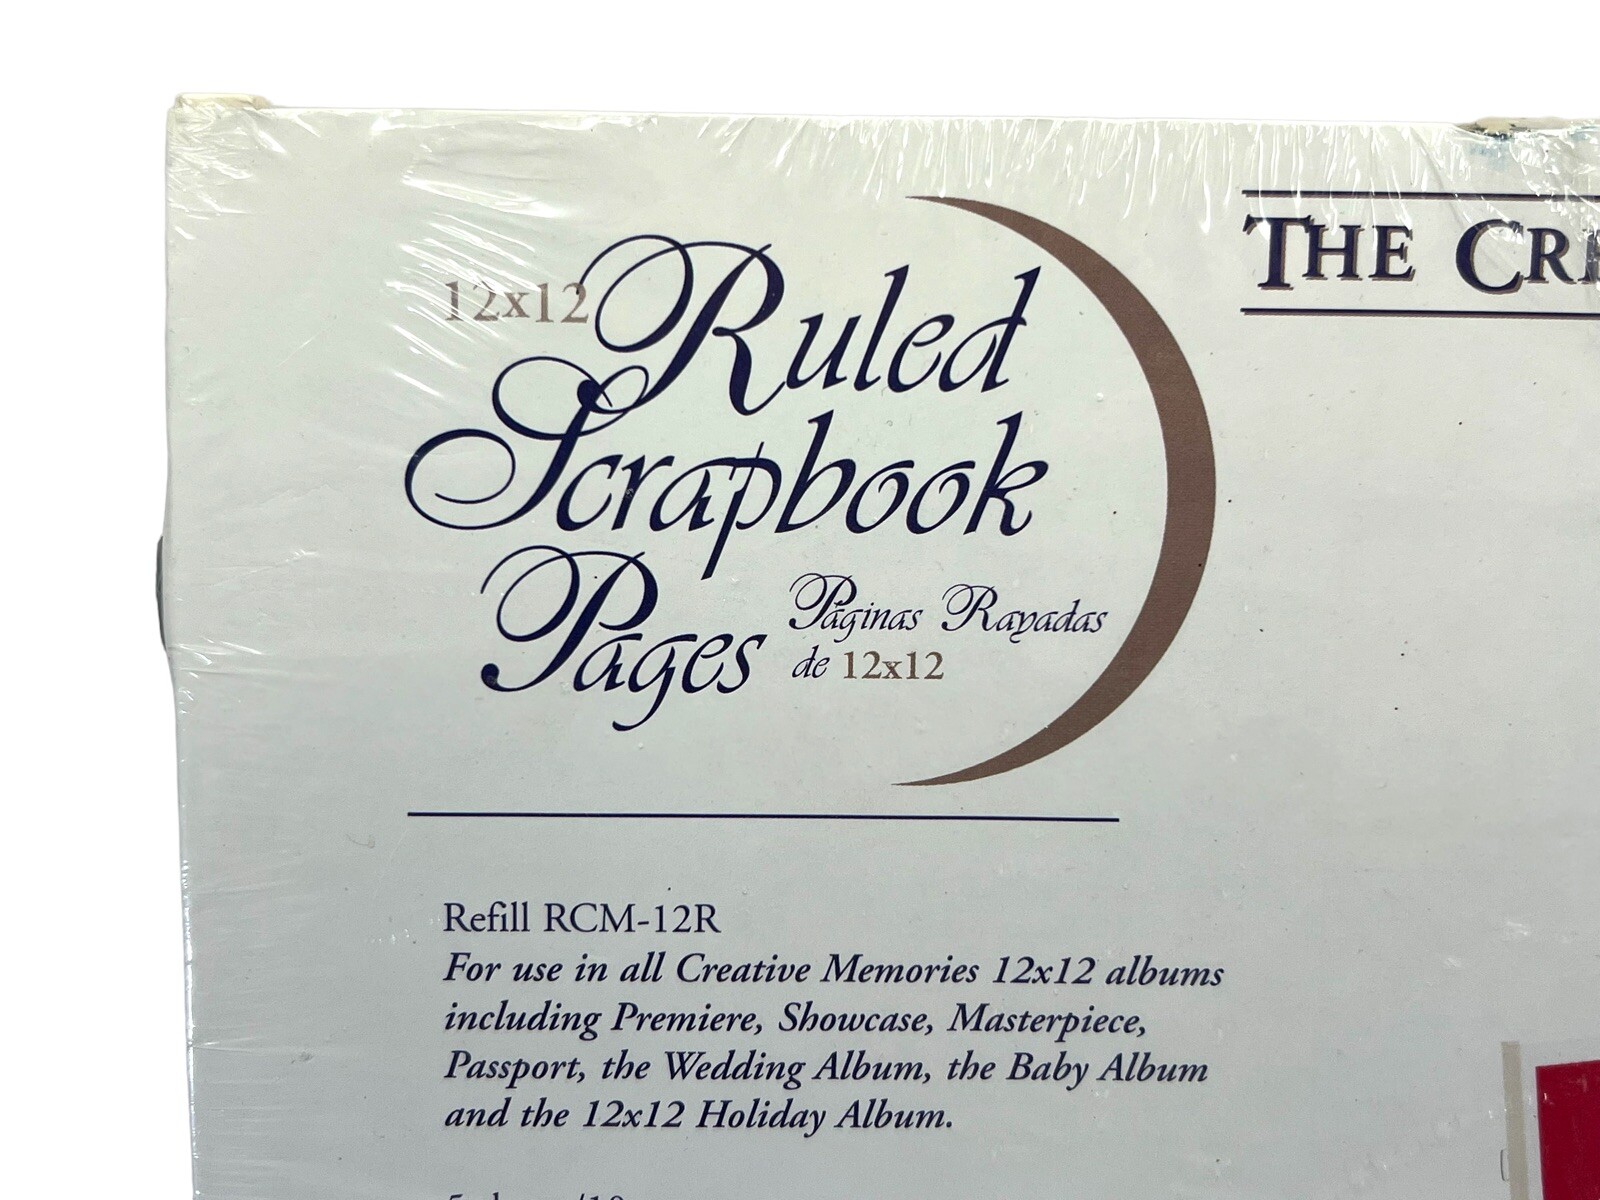 12x12 Ruled
Scrapbook
Pages
Páginas Rayadas
de 12x12
THE
Refill RCM-12R
For use in all Creative Memories 12x12 albums
including Premiere, Showcase, Masterpiece,
Passport, the Wedding Album, the Baby Album
and the 12x12 Holiday Album.